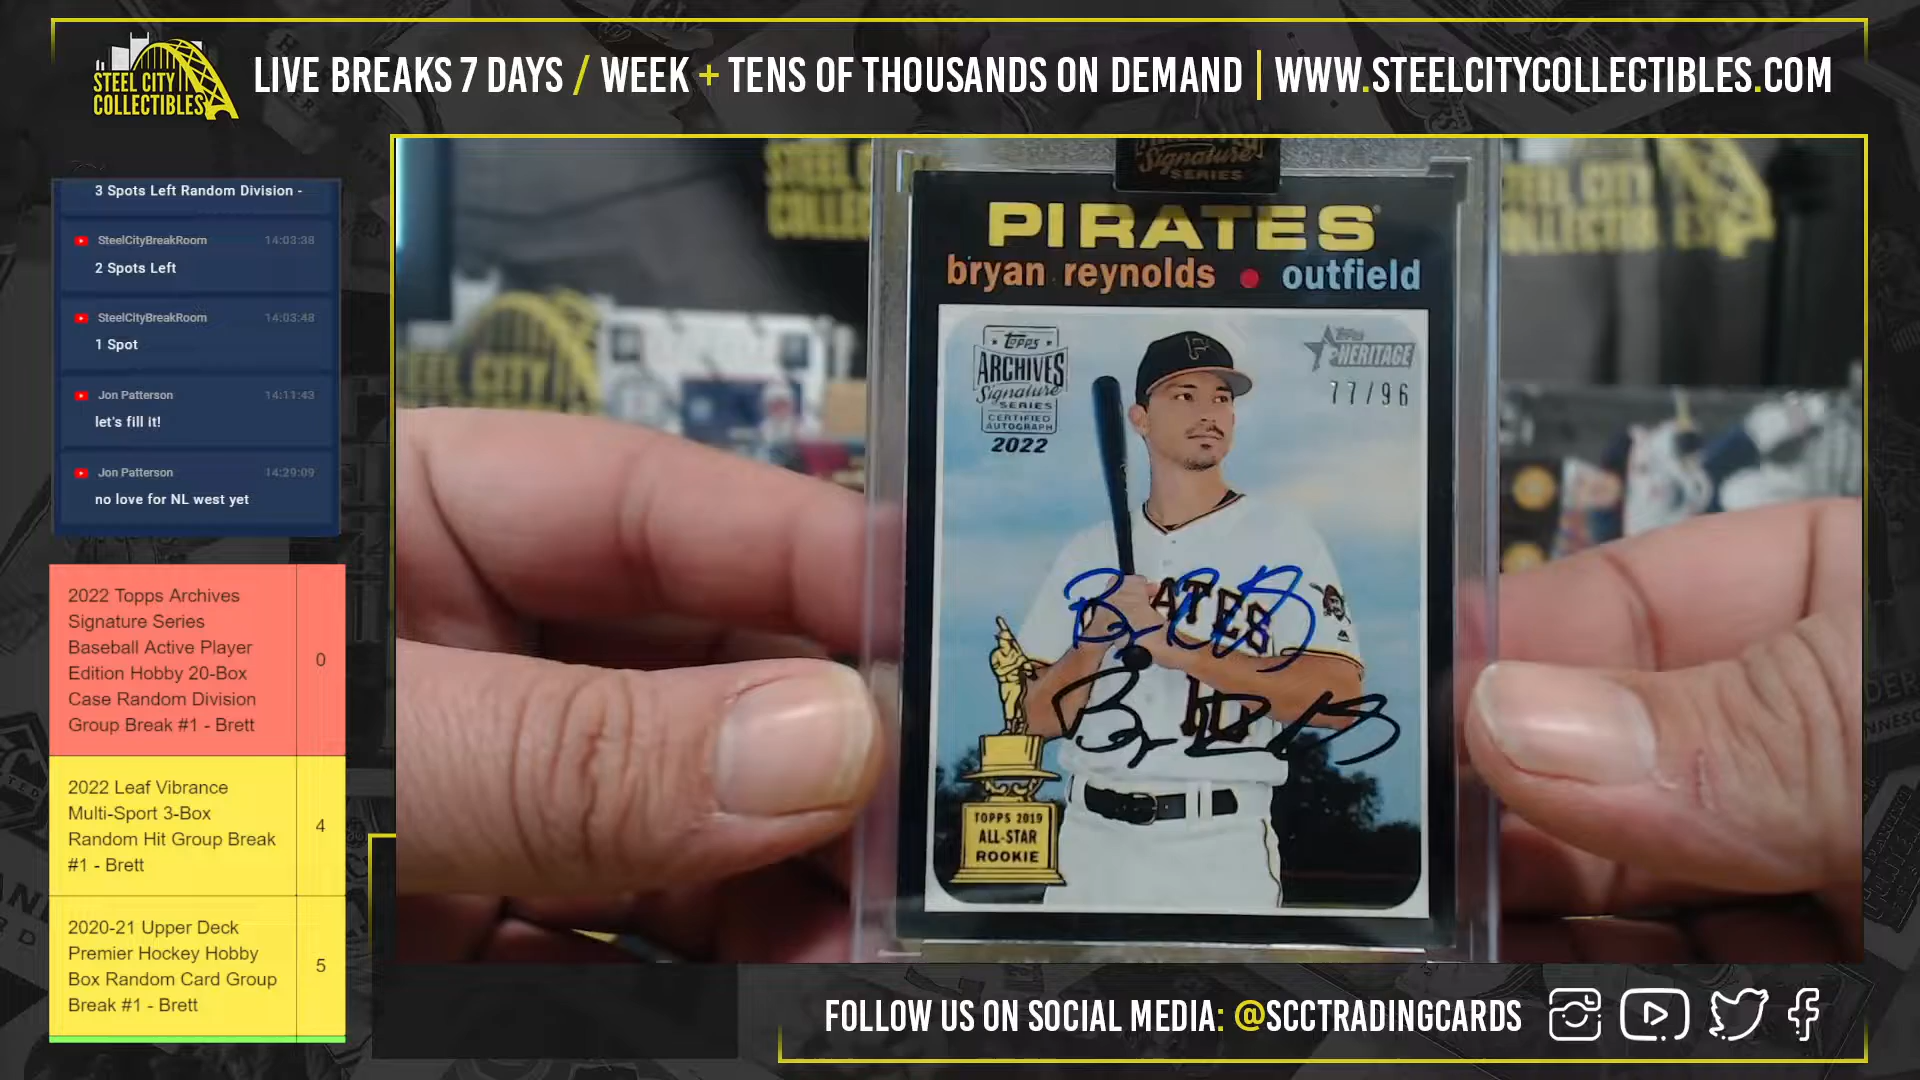 STEEL CITY
COLLECTIBLES
LIVE BREAKS 7 DAYS / WEEK + TENS OF THOUSANDS ON DEMAND | WWW.STEELCITYCOLLECTIBLES.COM
3 Spots Left Random Division -
SteelCityBreakRoom 14:03:38
2 Spots Left
SteelCityBreakRoom 14:03:48
1 Spot
Jon Patterson 14:11:43
let's fill it!
Jon Patterson 14:29:09
no love for NL west yet
2022 Topps Archives
Signature Series
Baseball Active Player
Edition Hobby 20-Box
Case Random Division
Group Break #1 - Brett
0
2022 Leaf Vibrance
Multi-Sport 3-Box
Random Hit Group Break
#1 - Brett
4
2020-21 Upper Deck
Premier Hockey Hobby
Box Random Card Group
Break #1 - Brett
5
STEEL CITY
Signature
SERIES
PIRATES
bryan reynolds • outfield
Topps
ARCHIVES
Signature
SERIES
CERTIFIED
AUTOGRAPH
2022
Topps
HERITAGE
77/96
TOPPS 2019
ALL-STAR
ROOKIE
FOLLOW US ON SOCIAL MEDIA: @SCCTRADINGCARDS